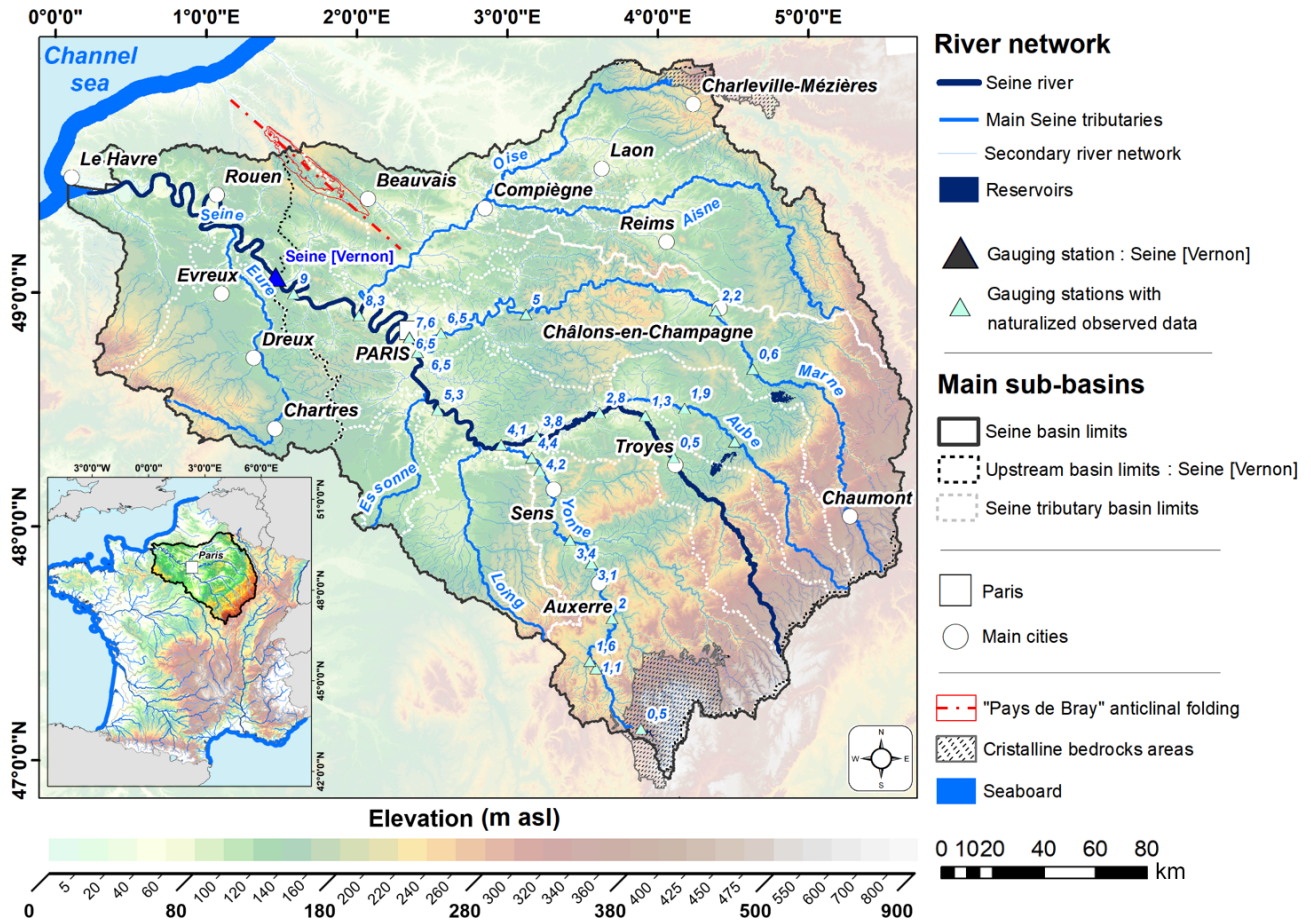 0°0'0"
1°0'0"E
2°0'0"E
3°0'0"E
4°0'0"E
5°0'0"E
49°0'0"N
48°0'0"N
47°0'0"N
Channel
sea
Le Havre
Rouen
Seine
Beauvais
Evreux
Eure
Seine [Vernon]
9
8,3
Dreux
Chartres
PARIS
7,6
6,5
6,5
6,5
5
5,3
Oise
Compiègne
Laon
Charleville-Mézières
Reims
Aisne
2,2
Châlons-en-Champagne
0,6
Marne
4,1
3,8
4,4
4,2
2,8
1,3
1,9
Aube
Troyes
0,5
Chaumont
Essonne
Sens
Yonne
3,4
3,1
Loing
Auxerre
2
1,6
1,1
0,5
N
W
E
S
3°0'0"W
0°0'0"
3°0'0"E
6°0'0"E
51°0'0"N
48°0'0"N
45°0'0"N
42°0'0"N
Paris
Elevation (m asl)
0
5
20
40
60
80
100
120
140
160
180
200
220
240
260
280
300
320
340
360
380
400
425
450
475
500
550
600
700
800
900
River network
Seine river
Main Seine tributaries
Secondary river network
Reservoirs
Gauging station : Seine [Vernon]
Gauging stations with
naturalized observed data
Main sub-basins
Seine basin limits
Upstream basin limits : Seine [Vernon]
Seine tributary basin limits
Paris
Main cities
"Pays de Bray" anticlinal folding
Cristalline bedrocks areas
Seaboard
0 10 20 40 60 80
km